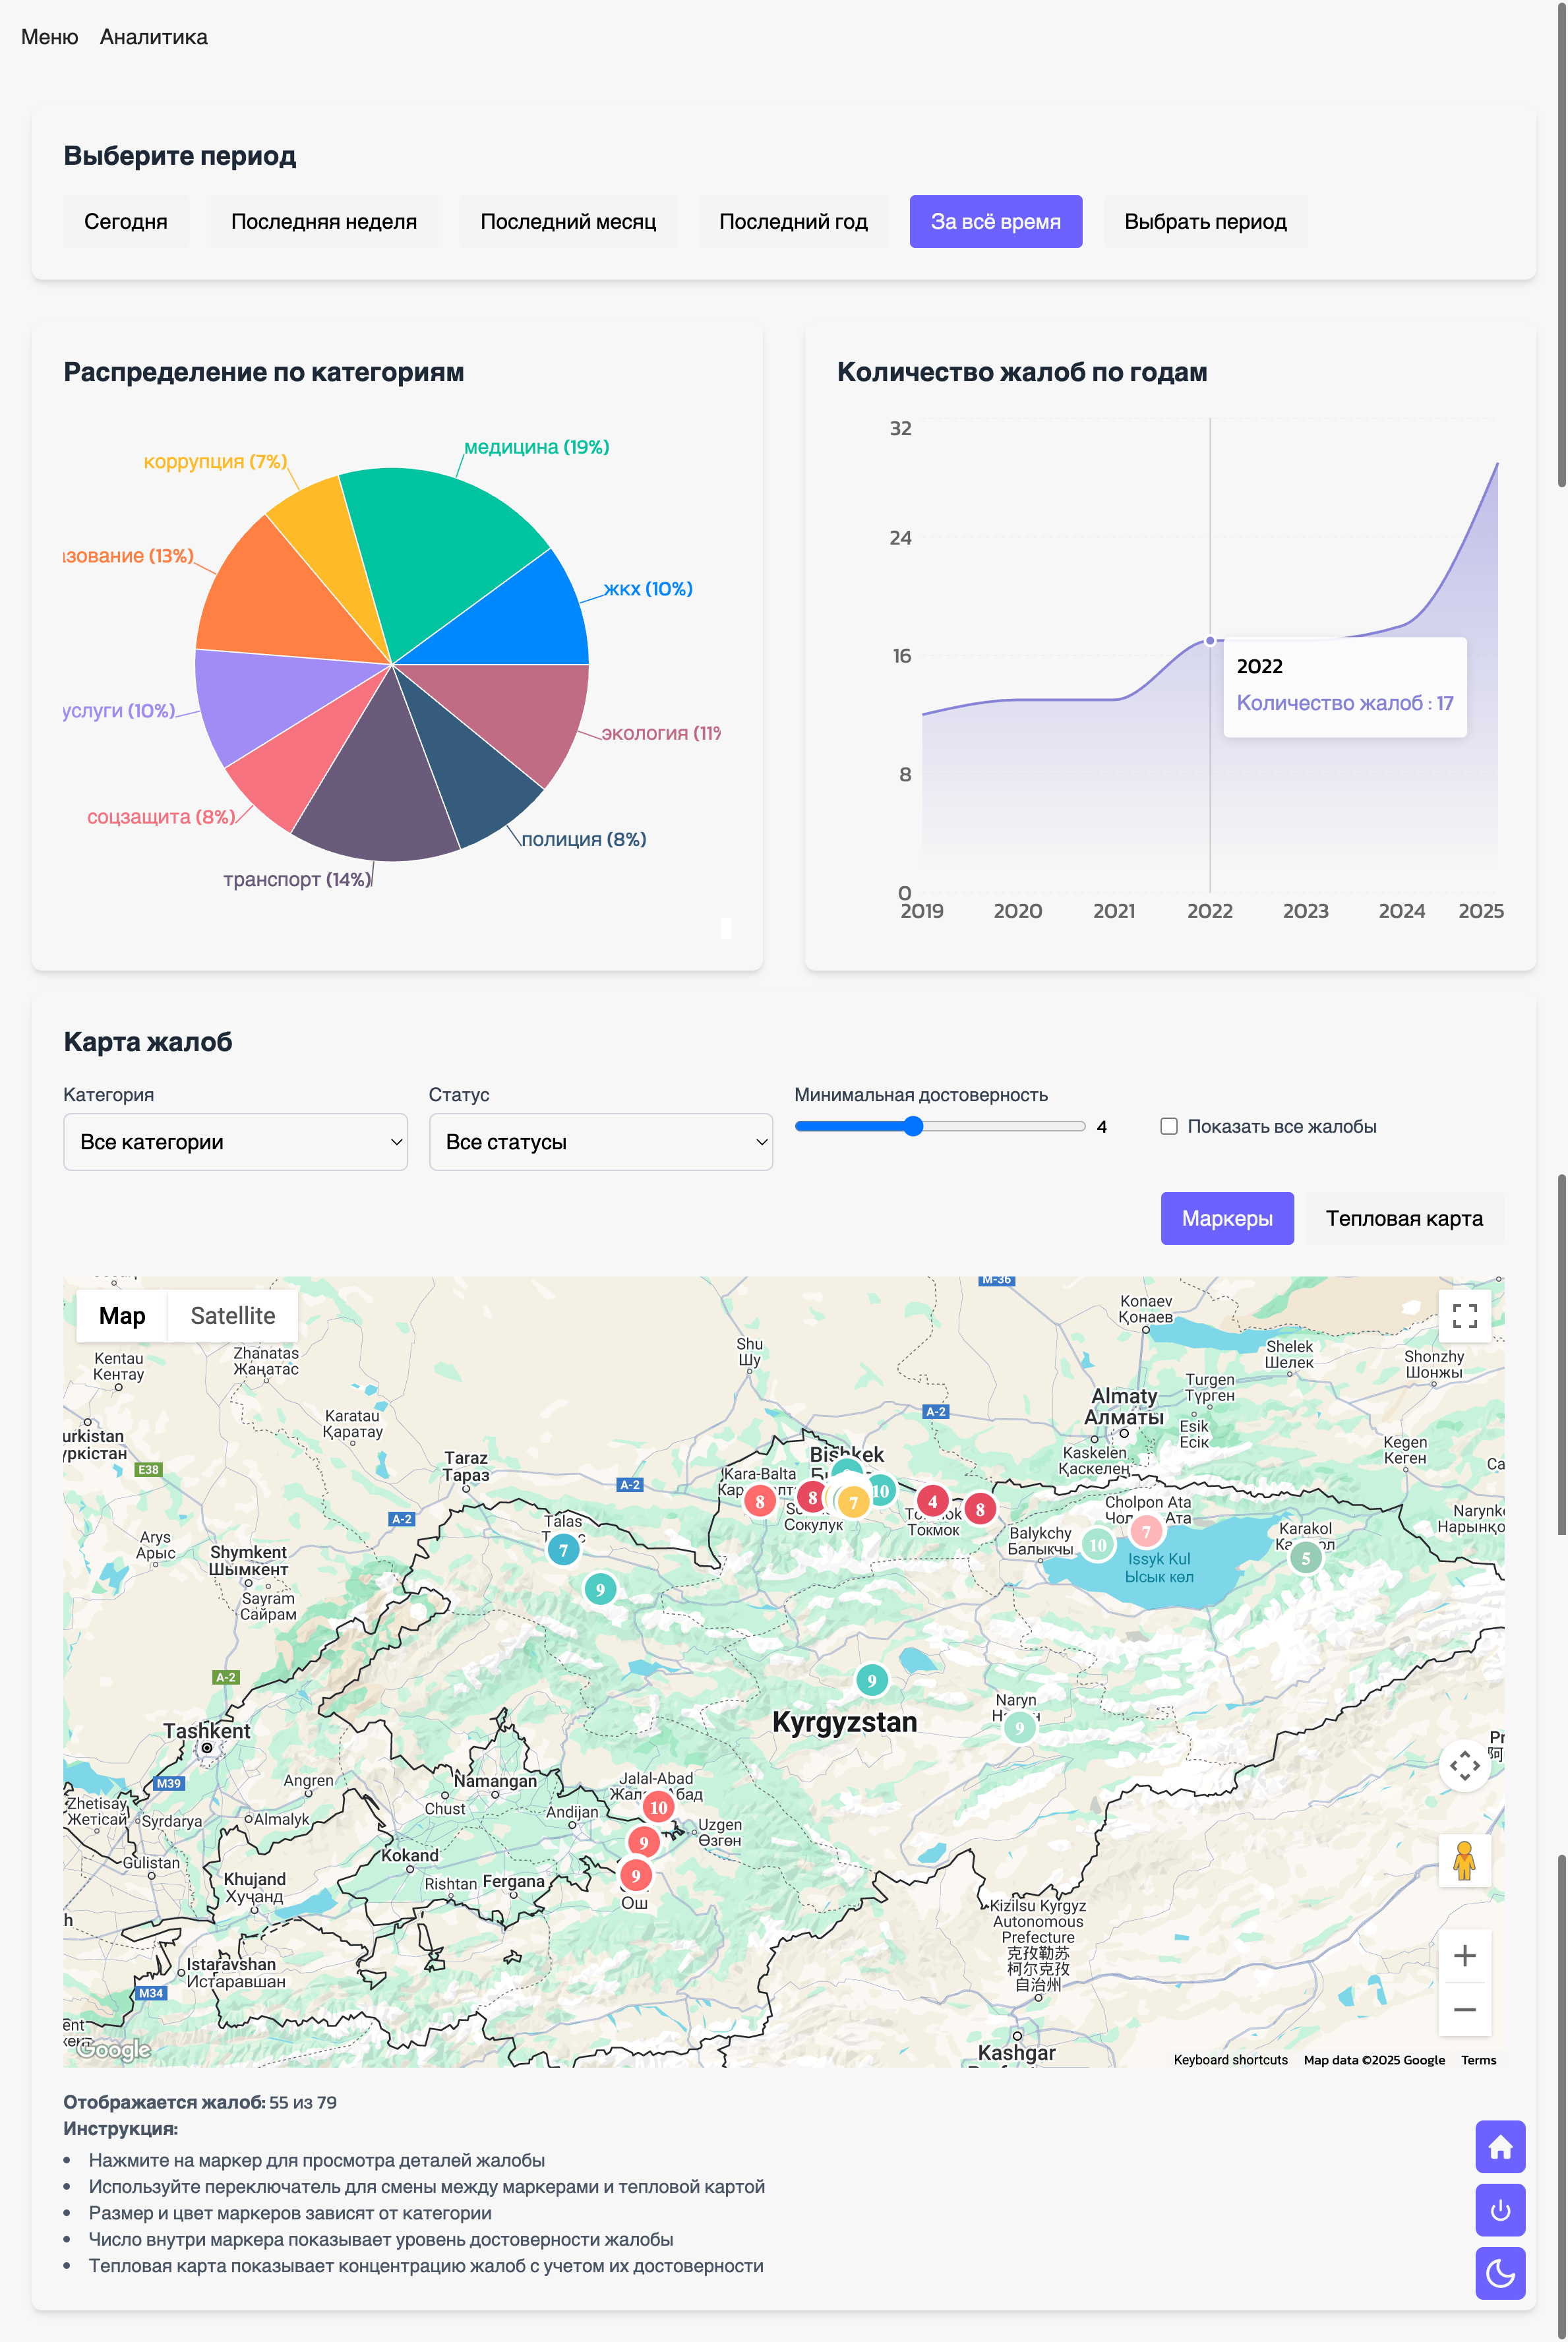 Меню Аналитика
Выберите период
Сегодня Последняя неделя Последний месяц Последний год За всё время Выбрать период
Распределение по категориям
медицина (19%)
коррупция (7%)
(13%)
жкх (10%)
услуги (10%)
экология (11%
соцзащита (8%)
полиция (8%)
транспорт (14%)
Количество жалоб по годам
32
24
16
8
0
2019 2020 2021 2022 2023 2024 2025
2022
Количество жалоб : 17
Карта жалоб
Категория Статус Минимальная достоверность
Все категории Все статусы 4 Показать все жалобы
Маркеры Тепловая карта
Map Satellite
M-36
Konaev
Қонаев
Shu
Шу
Zhanatas
Жаңатас
Kentau
Кентау
Shelek
Шелек
Shonzhy
Шонжы
Turgen
Түрген
Almaty
Алматы
A-2
Karatau
Қаратау
Esik
Есік
Kaskelen
Қаскелең
Kegen
Кеген
E38
Taraz
Тараз
A-2
Bishkek
Kara-Balta
8
8
7
10
4
8
Сокулук
Токмок
Cholpon Ata
7
10
Balykchy
Балыкчы
Issyk Kul
Ысык көл
Karakol
5
A-2
Talas
7
9
Arys
Арыс
Shymkent
Шымкент
Sayram
Сайрам
A-2
9
Kyrgyzstan
Naryn
9
Tashkent
M39
Angren
Namangan
Chust
Jalal-Abad
10
Zhetisay
Жетісай
Syrdarya
Almalyk
Andijan
Uzgen
Өзгөн
9
Gulistan
Kokand
9
Khujand
Хуҷанд
Rishtan
Fergana
Ош
Kizilsu Kyrgyz
Autonomous
Prefecture
克孜勒苏
柯尔克孜
自治州
Istaravshan
Истаравшан
M34
Kashgar
Google
Keyboard shortcuts Map data ©2025 Google Terms
Отображается жалоб: 55 из 79
Инструкция:
• Нажмите на маркер для просмотра деталей жалобы
• Используйте переключатель для смены между маркерами и тепловой картой
• Размер и цвет маркеров зависят от категории
• Число внутри маркера показывает уровень достоверности жалобы
• Тепловая карта показывает концентрацию жалоб с учетом их достоверности